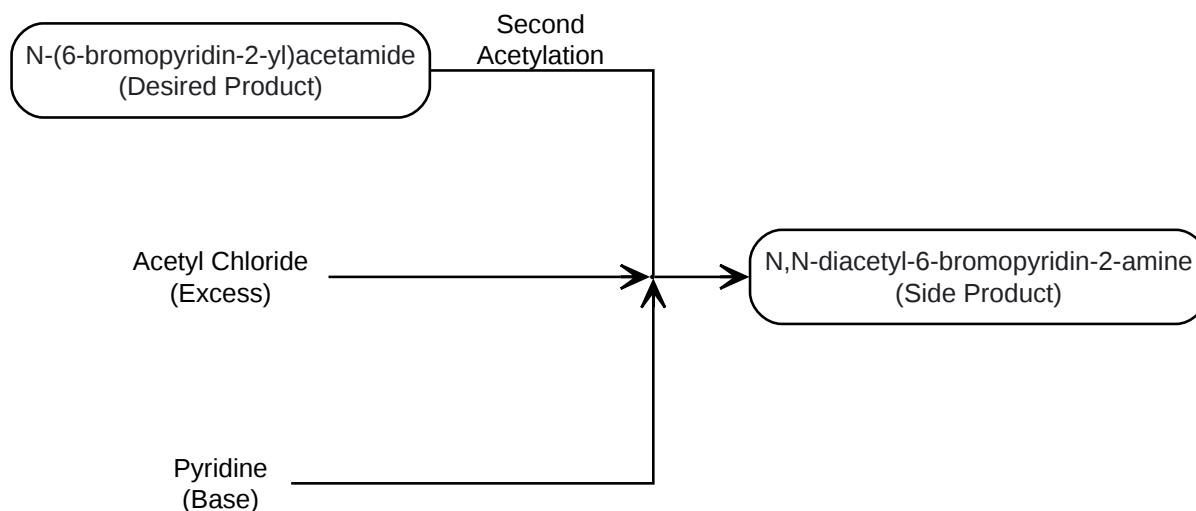 Second
Acetylation
N-(6-bromopyridin-2-yl)acetamide
(Desired Product)
Acetyl Chloride
(Excess)
N,N-diacetyl-6-bromopyridin-2-amine
(Side Product)
Pyridine
(Base)